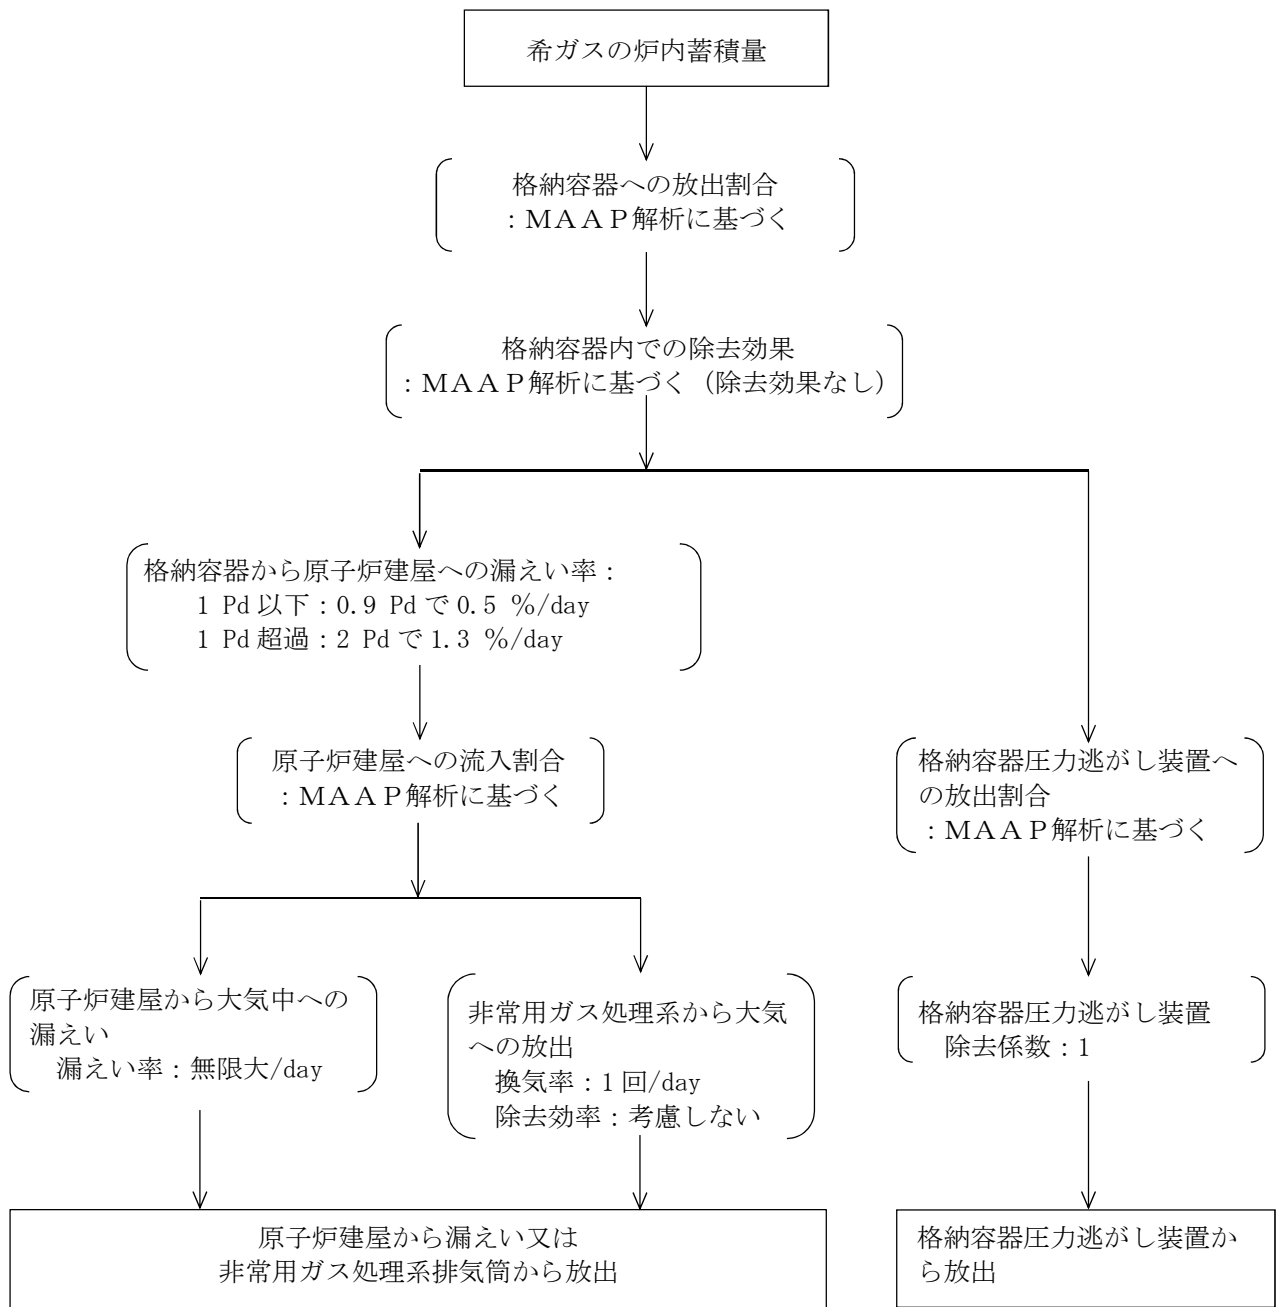 希ガスの炉内蓄積量
格納容器への放出割合
：ＭＡＡＰ解析に基づく
格納容器内での除去効果
：ＭＡＡＰ解析に基づく（除去効果なし）
格納容器から原子炉建屋への漏えい率：
1 Pd 以下：0.9 Pd で 0.5 %/day
1 Pd 超過：2 Pd で 1.3 %/day
原子炉建屋への流入割合
：ＭＡＡＰ解析に基づく
格納容器圧力逃がし装置へ
の放出割合
：ＭＡＡＰ解析に基づく
原子炉建屋から大気中への
漏えい
漏えい率：無限大/day
非常用ガス処理系から大気
への放出
換気率：1 回/day
除去効率：考慮しない
格納容器圧力逃がし装置
除去係数：1
原子炉建屋から漏えい又は
非常用ガス処理系排気筒から放出
格納容器圧力逃がし装置か
ら放出